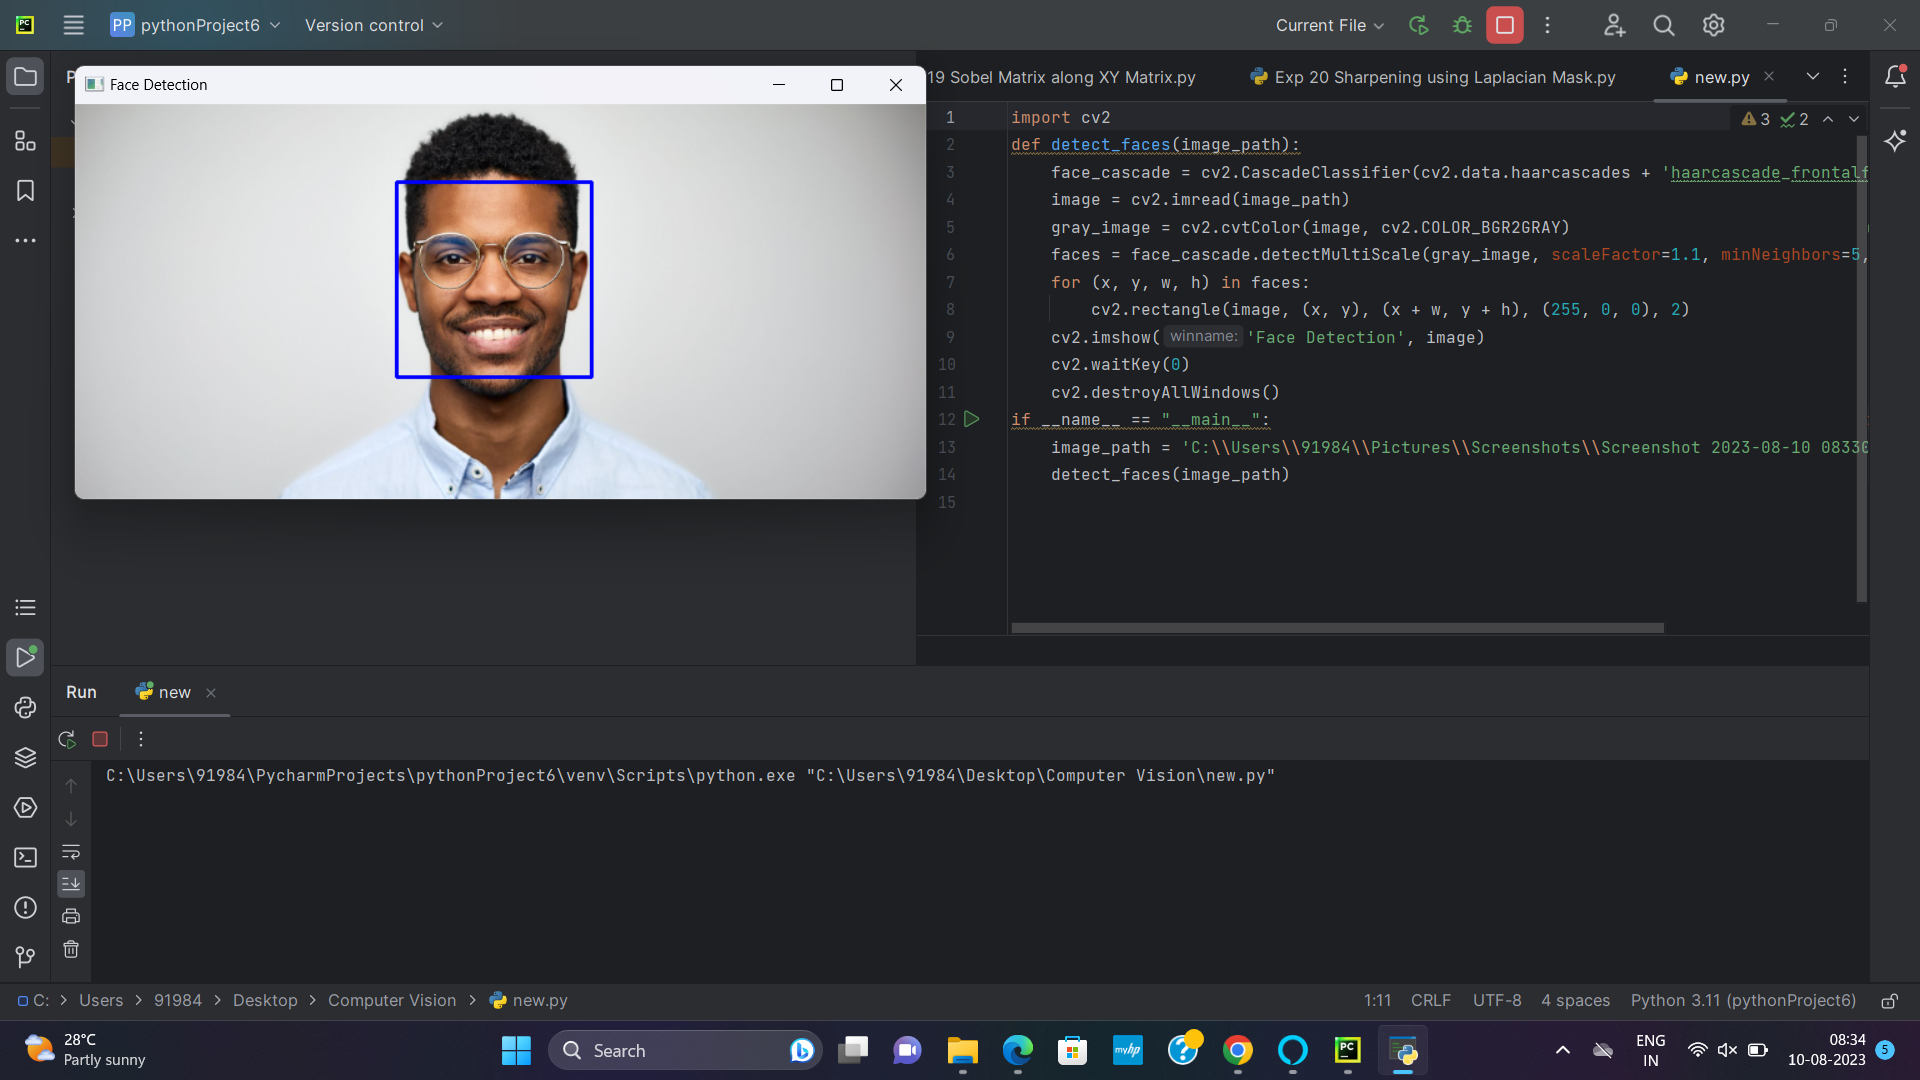 PC
PP pythonProject6
Version control
Current File
P
Face Detection
19 Sobel Matrix along XY Matrix.py
Exp 20 Sharpening using Laplacian Mask.py
new.py
3 2
1 import cv2
2 def detect_faces(image_path):
3 face_cascade = cv2.CascadeClassifier(cv2.data.haarcascades + 'haarcascade_frontalf
4 image = cv2.imread(image_path)
5 gray_image = cv2.cvtColor(image, cv2.COLOR_BGR2GRAY)
6 faces = face_cascade.detectMultiScale(gray_image, scaleFactor=1.1, minNeighbors=5,
7 for (x, y, w, h) in faces:
8 cv2.rectangle(image, (x, y), (x + w, y + h), (255, 0, 0), 2)
9 cv2.imshow( winname: 'Face Detection', image)
10 cv2.waitKey(0)
11 cv2.destroyAllWindows()
12 if __name__ == "__main__":
13 image_path = 'C:\\Users\\91984\\Pictures\\Screenshots\\Screenshot 2023-08-10 08330
14 detect_faces(image_path)
15
Run
new
C:\Users\91984\PycharmProjects\pythonProject6\venv\Scripts\python.exe "C:\Users\91984\Desktop\Computer Vision\new.py"
C: > Users > 91984 > Desktop > Computer Vision > new.py
1:11 CRLF UTF-8 4 spaces Python 3.11 (pythonProject6)
28°C
Partly sunny
Search
myhp
PC
ENG
IN
08:34
10-08-2023
5